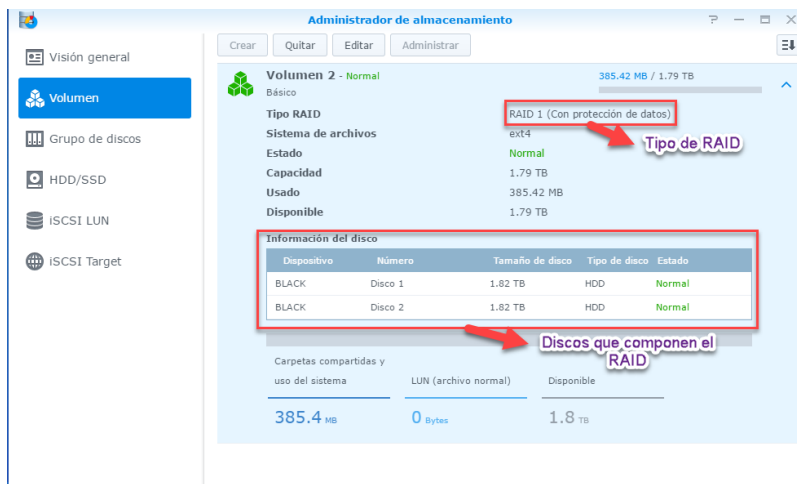 Administrador de almacenamiento
Crear Quitar Editar Administrar
Visión general
Volumen
Grupo de discos
HDD/SSD
iSCSI LUN
iSCSI Target
Volumen 2 - Normal 385.42 MB / 1.79 TB
Básico
Tipo RAID RAID 1 (Con protección de datos)
Sistema de archivos ext4
Tipo de RAID
Estado Normal
Capacidad 1.79 TB
Usado 385.42 MB
Disponible 1.79 TB
Información del disco
Dispositivo Número Tamaño de disco Tipo de disco Estado
BLACK Disco 1 1.82 TB HDD Normal
BLACK Disco 2 1.82 TB HDD Normal
Discos que componen el
RAID
Carpetas compartidas y
uso del sistema LUN (archivo normal) Disponible
385.4 MB 0 Bytes 1.8 TB